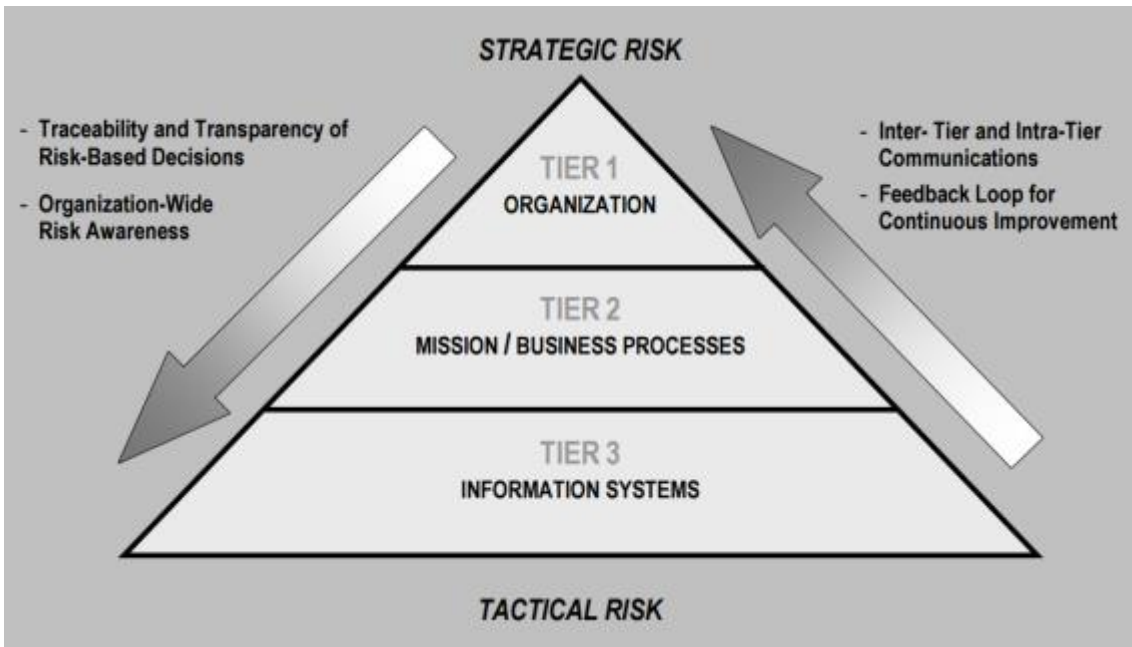 STRATEGIC RISK
- Traceability and Transparency of
Risk-Based Decisions
- Organization-Wide
Risk Awareness
- Inter- Tier and Intra-Tier
Communications
- Feedback Loop for
Continuous Improvement
TIER 1
ORGANIZATION
TIER 2
MISSION / BUSINESS PROCESSES
TIER 3
INFORMATION SYSTEMS
TACTICAL RISK